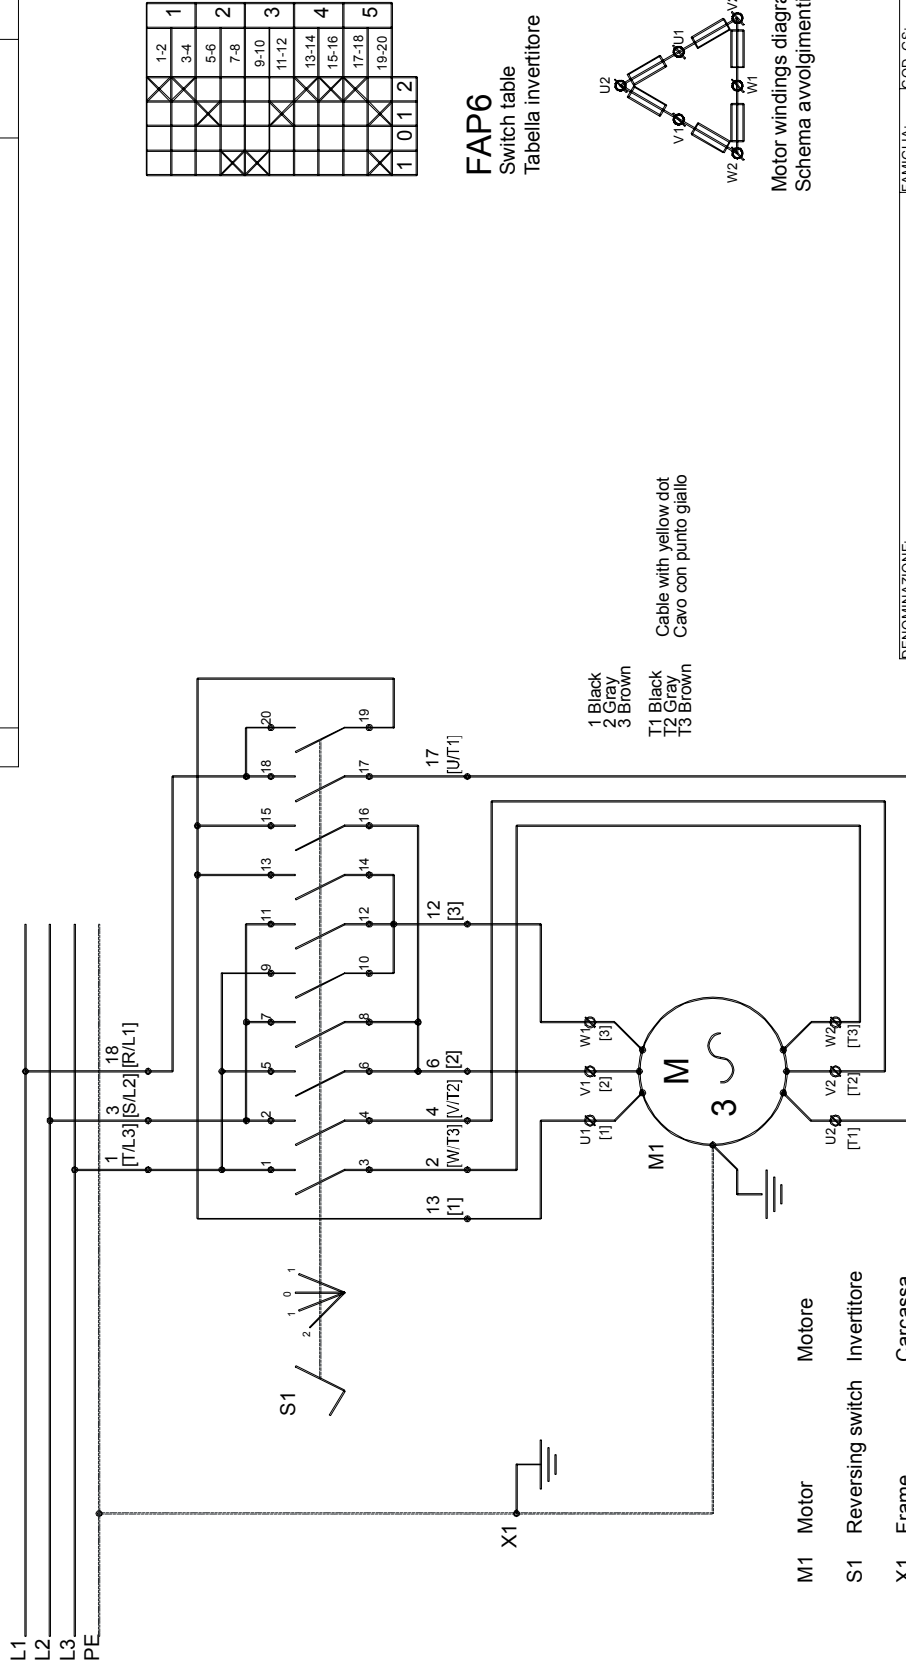 L1
L2
L3
PE
1
[T/L3]
3
[S/L2]
18
[R/L1]
1
2
5
7
9
11
13
15
18
20
3
4
6
8
10
12
14
16
17
19
S1
2
1
0
1
13
[1]
2
[W/T3]
4
[V/T2]
6
[2]
12
[3]
17
[U/T1]
X1
U1
[1]
V1
[2]
W1
[3]
M1
M
3
U2
[T1]
V2
[T2]
W2
[T3]
1 Black
2 Gray
3 Brown
T1 Black
T2 Gray
T3 Brown
Cable with yellow dot
Cavo con punto giallo
M1 Motor Motore
S1 Reversing switch Invertitore
X1 Frame Carcassa
1-2 1
3-4
5-6 2
7-8
9-10 3
11-12
13-14 4
15-16
17-18 5
19-20
1 0 1 2
FAP6
Switch table
Tabella invertitore
U2
V1
U1
W2
W1
V2
Motor windings diagra
Schema avvolgimenti
DENOMINAZIONE:
FAMIGLIA: